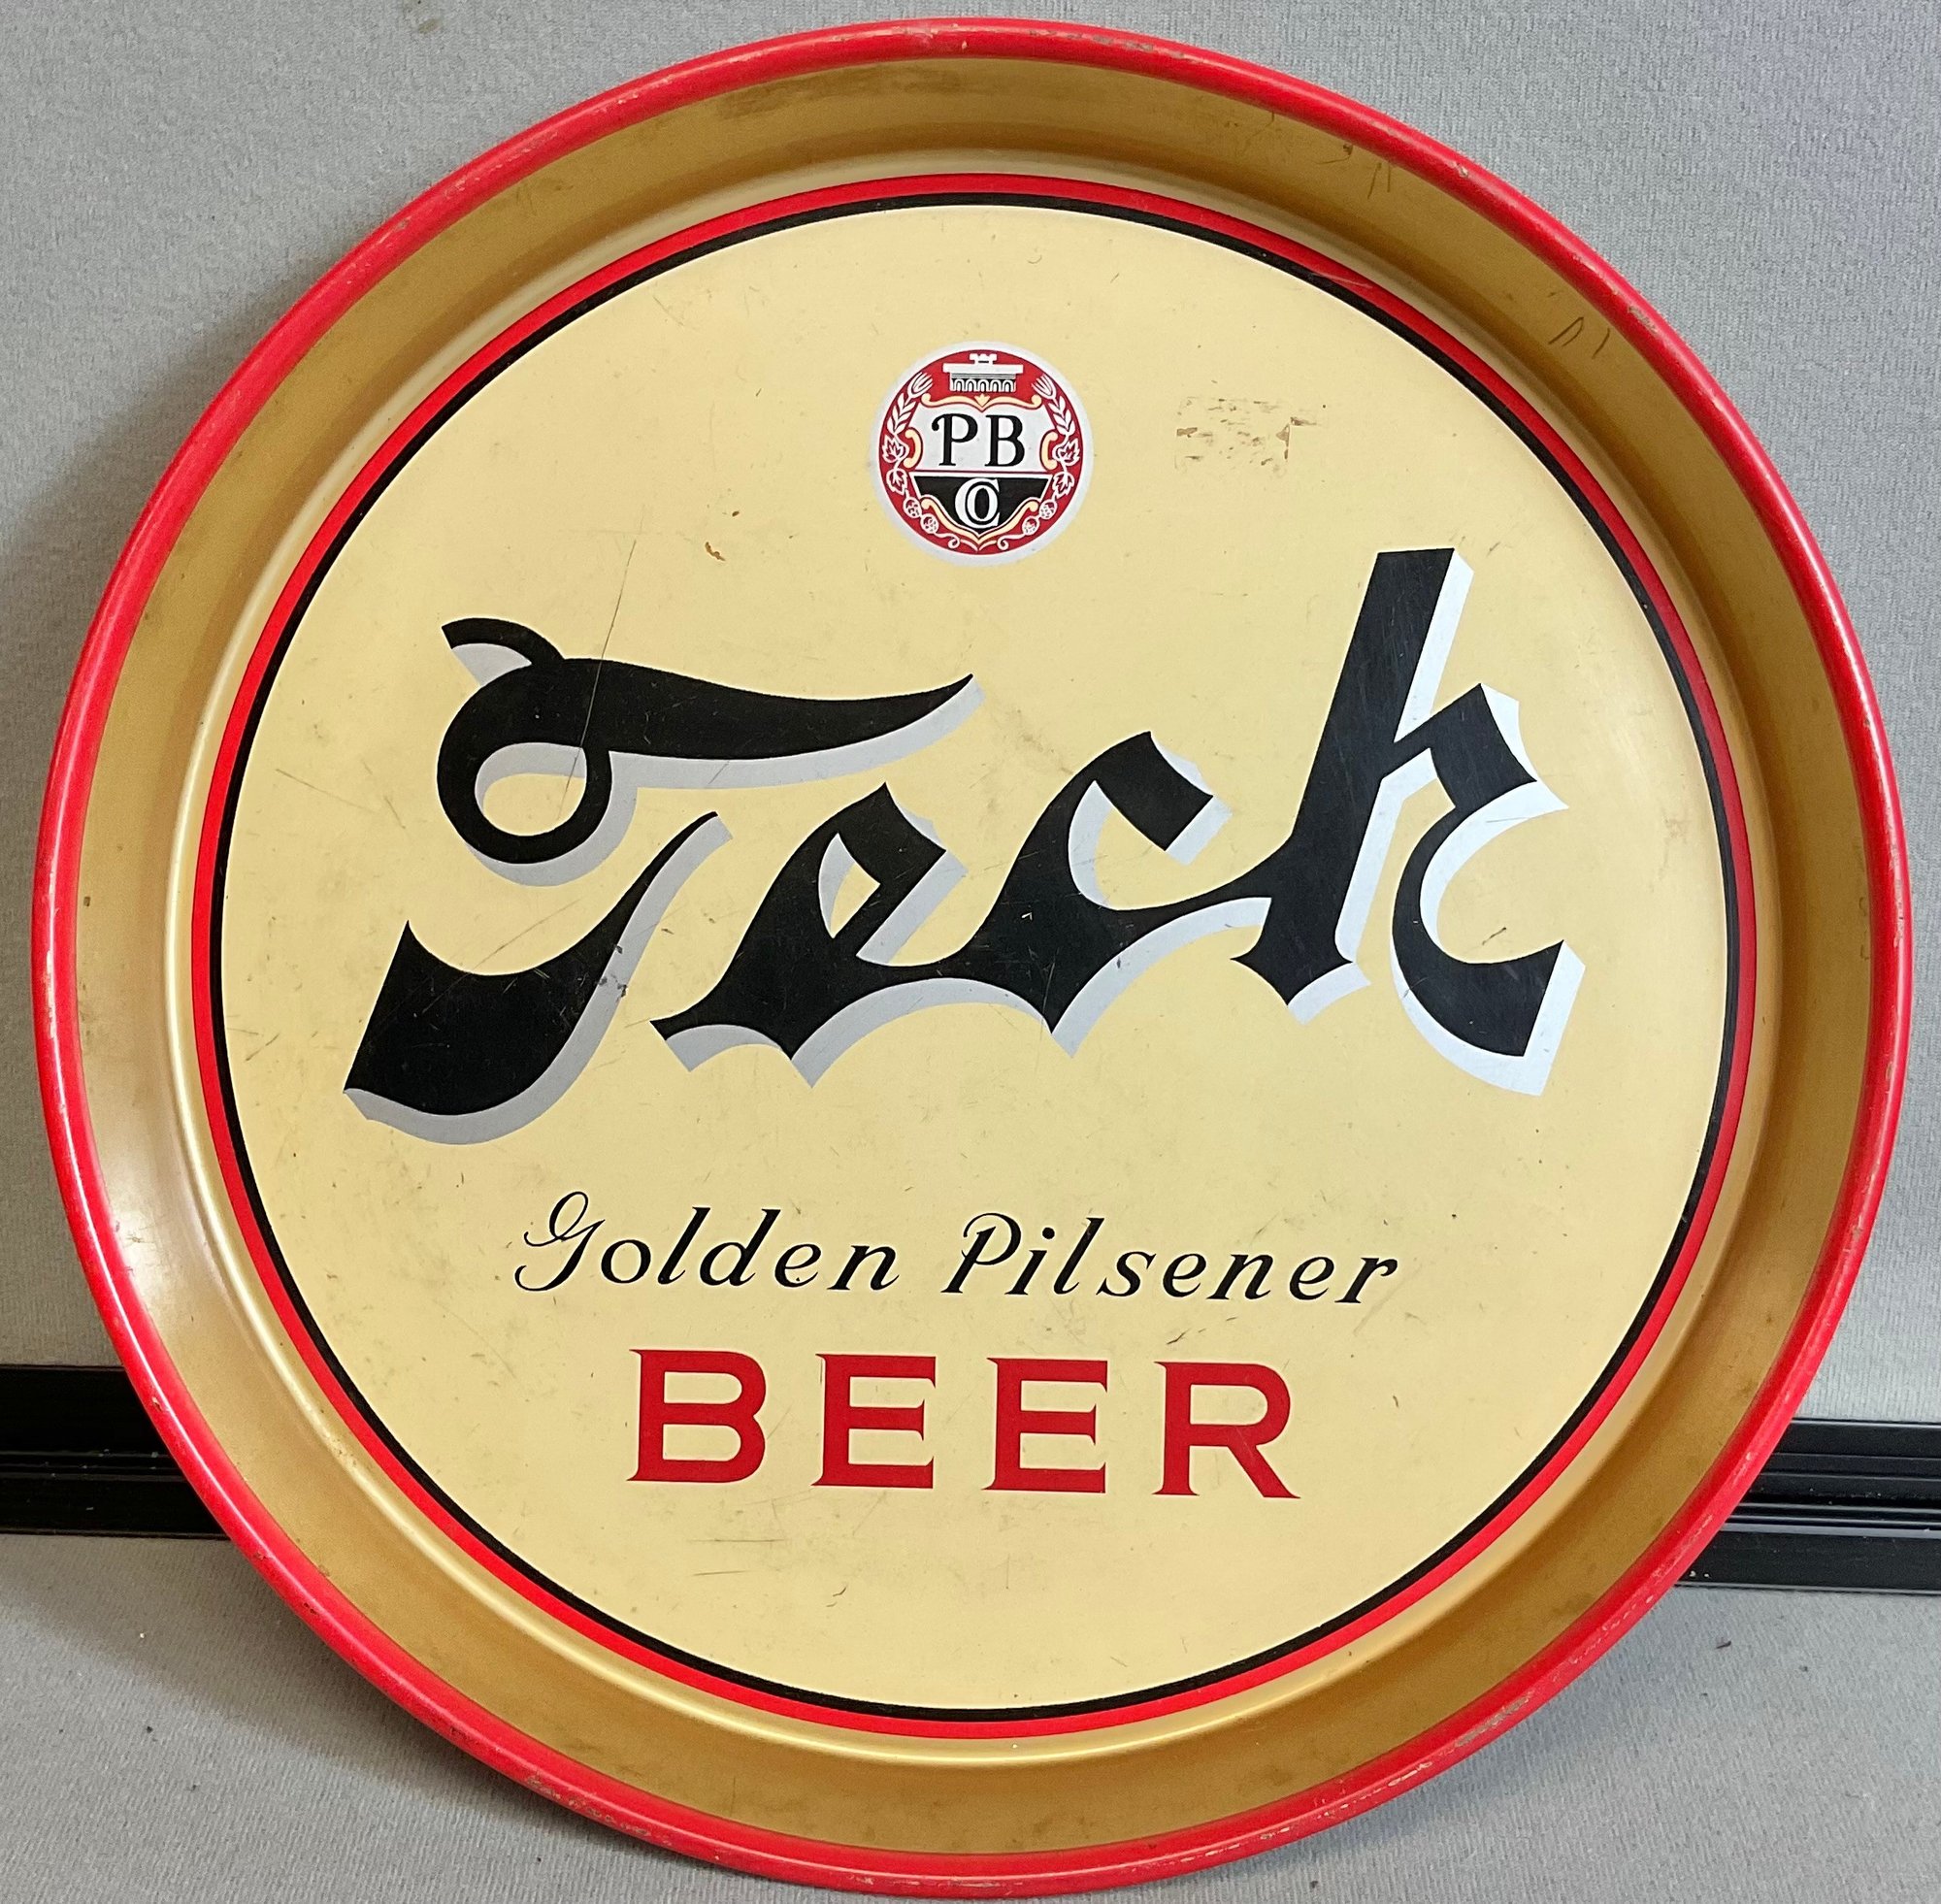 PB
CO
Tech
Golden Pilsener
BEER